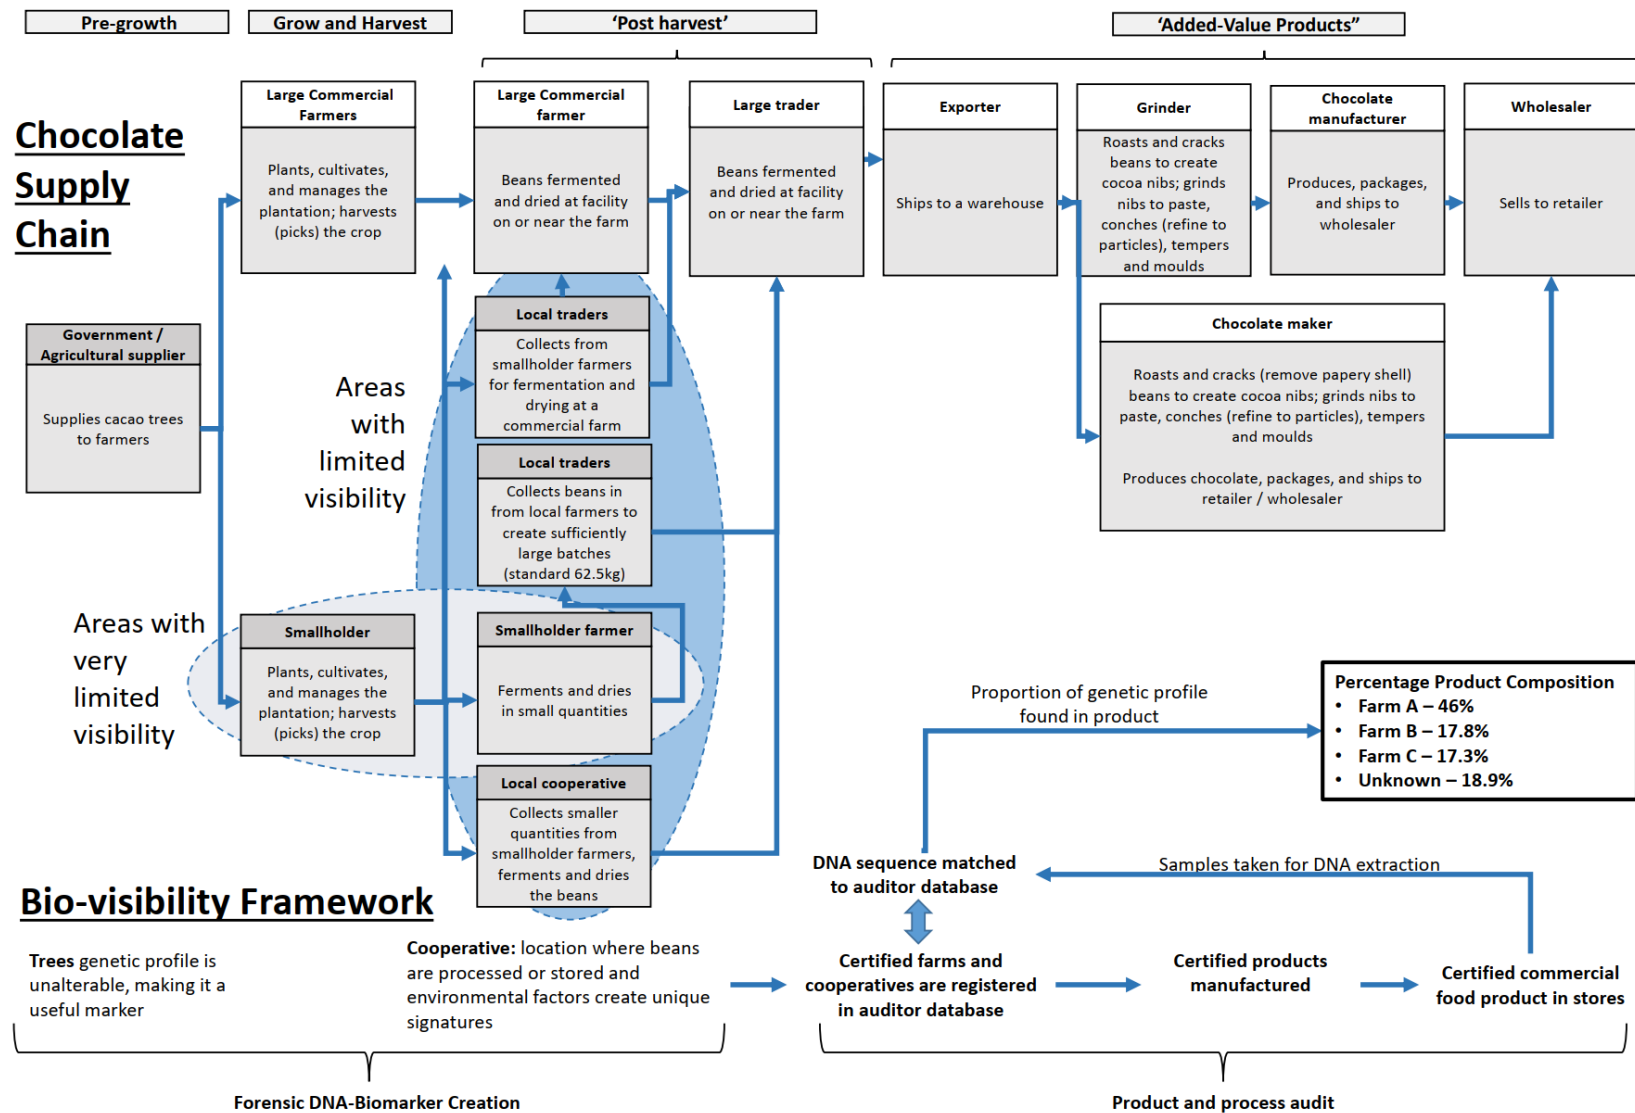 Pre-growth
Grow and Harvest
‘Post harvest’
‘Added-Value Products”
Chocolate
Supply
Chain
Large Commercial
Farmers
Plants, cultivates,
and manages the
plantation; harvests
(picks) the crop
Large Commercial
farmer
Beans fermented
and dried at facility
on or near the farm
Large trader
Beans fermented
and dried at facility
on or near the farm
Exporter
Ships to a warehouse
Grinder
Roasts and cracks
beans to create
cocoa nibs; grinds
nibs to paste,
conches (refine to
particles), tempers
and moulds
Chocolate
manufacturer
Produces, packages,
and ships to
wholesaler
Wholesaler
Sells to retailer
Government /
Agricultural supplier
Supplies cacao trees
to farmers
Areas
with
limited
visibility
Local traders
Collects from
smallholder farmers
for fermentation and
drying at a
commercial farm
Chocolate maker
Roasts and cracks (remove papery shell)
beans to create cocoa nibs; grinds nibs to
paste, conches (refine to particles), tempers
and moulds
Produces chocolate, packages, and ships to
retailer / wholesaler
Local traders
Collects beans in
from local farmers to
create sufficiently
large batches
(standard 62.5kg)
Areas with
very
limited
visibility
Smallholder
Plants, cultivates,
and manages the
plantation; harvests
(picks) the crop
Smallholder farmer
Ferments and dries
in small quantities
Local cooperative
Collects smaller
quantities from
smallholder farmers,
ferments and dries
the beans
Proportion of genetic profile
found in product
Percentage Product Composition
• Farm A – 46%
• Farm B – 17.8%
• Farm C – 17.3%
• Unknown – 18.9%
DNA sequence matched
to auditor database
Samples taken for DNA extraction
Bio-visibility Framework
Trees genetic profile is
unalterable, making it a
useful marker
Cooperative: location where beans
are processed or stored and
environmental factors create unique
signatures
Certified farms and
cooperatives are registered
in auditor database
Certified products
manufactured
Certified commercial
food product in stores
Forensic DNA-Biomarker Creation
Product and process audit